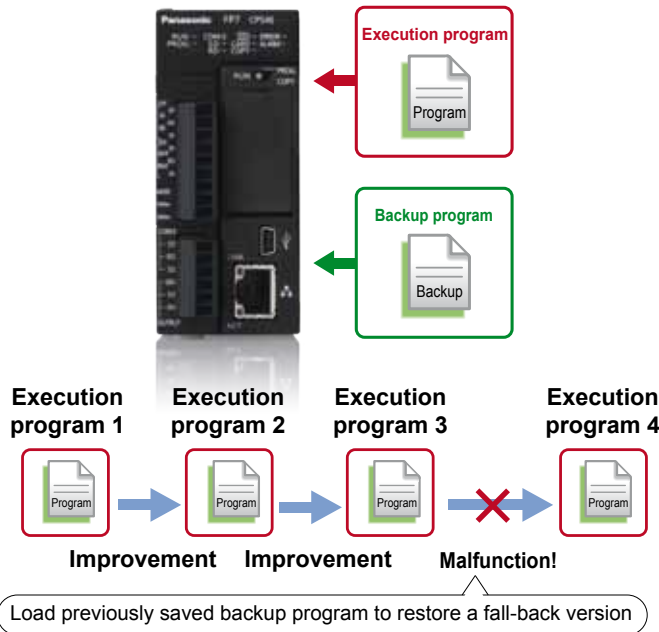 Panasonic FP7 CPS4E
Execution program
Program
Backup program
Backup
Execution program 1
Execution program 2
Execution program 3
Execution program 4
Program
Program
Program
Program
Improvement
Improvement
Malfunction!
Load previously saved backup program to restore a fall-back version